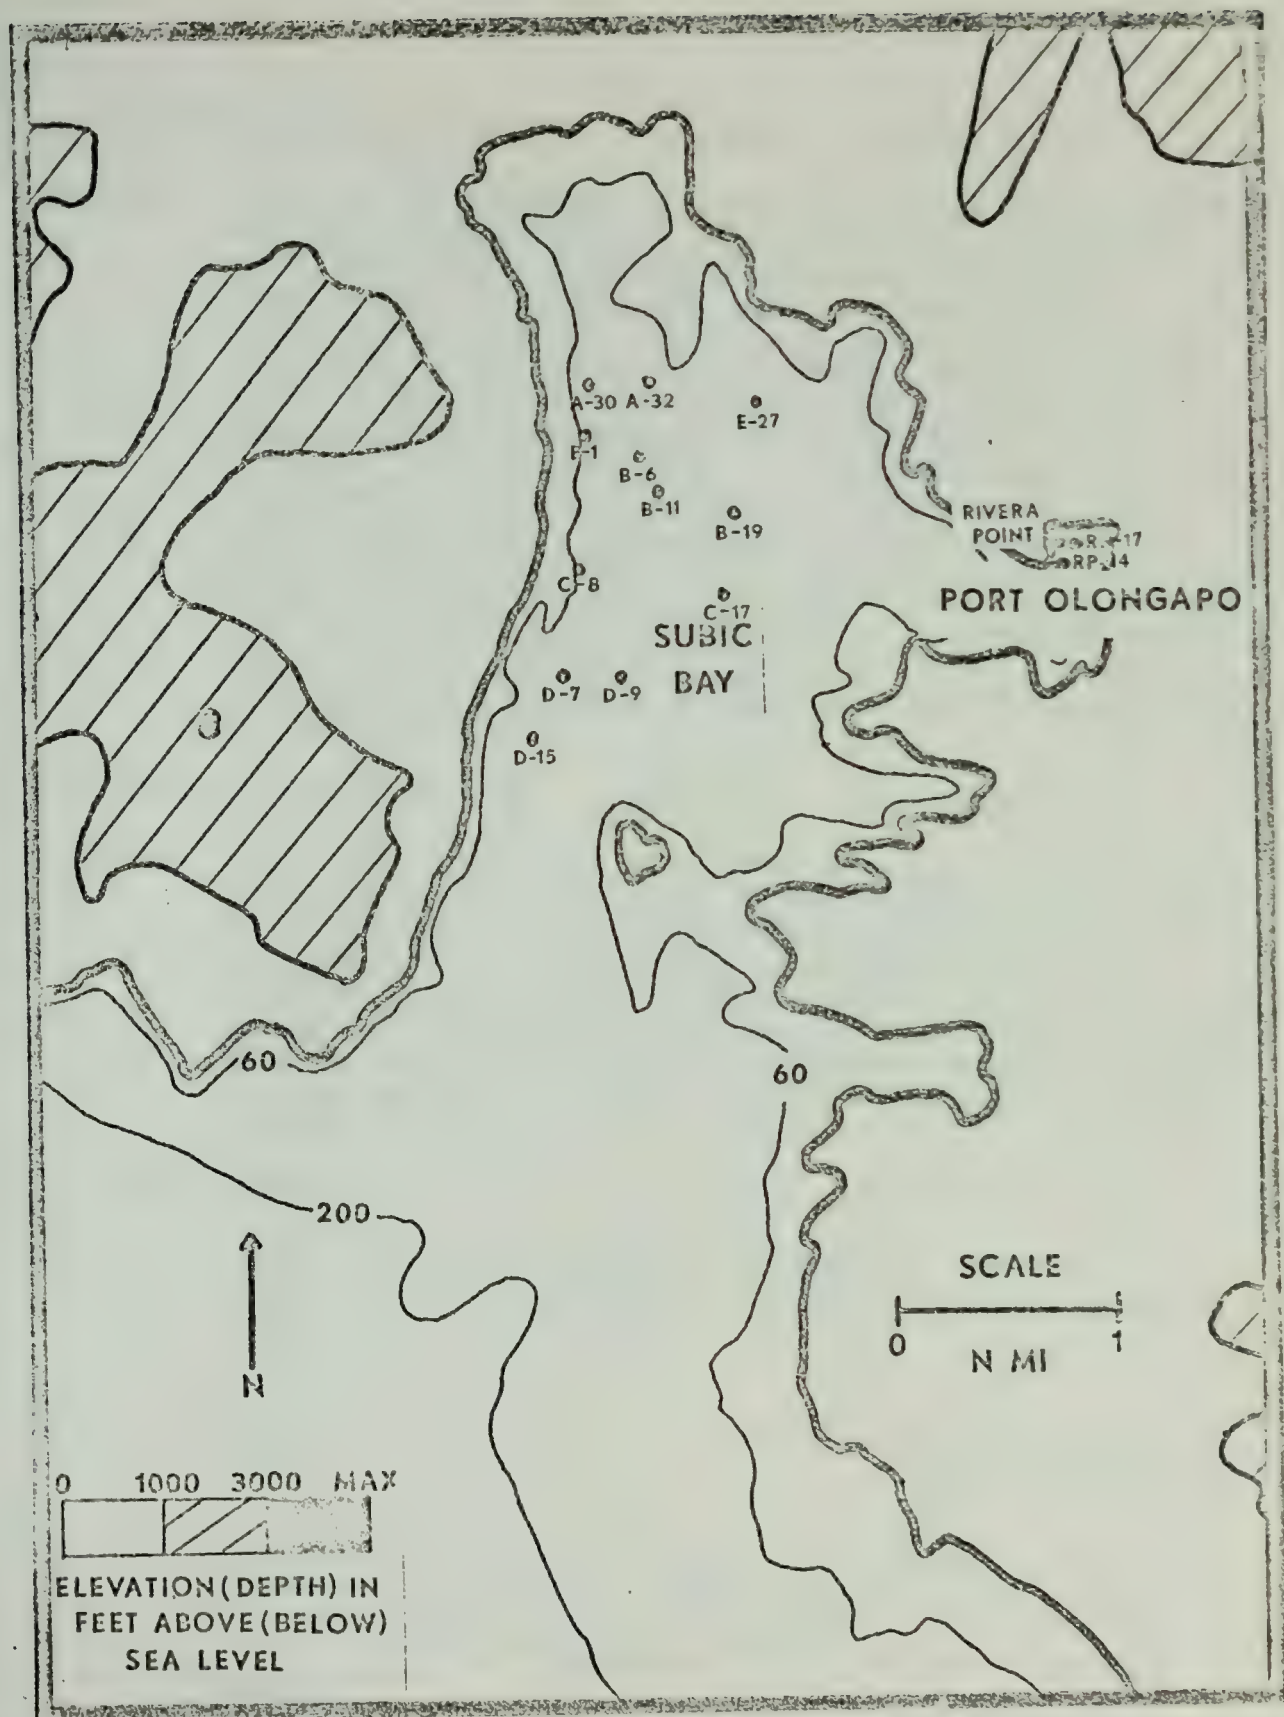 A-30 A-32
E-27
B-6
B-11
B-19
RIVERA
POINT
RP-14
PORT OLONGAPO
C-8
C-17
SUBIC
BAY
D-7 D-9
D-15
60
60
200
N
SCALE
0 1
N MI
0 1000 3000 MAX
ELEVATION (DEPTH) IN
FEET ABOVE (BELOW)
SEA LEVEL